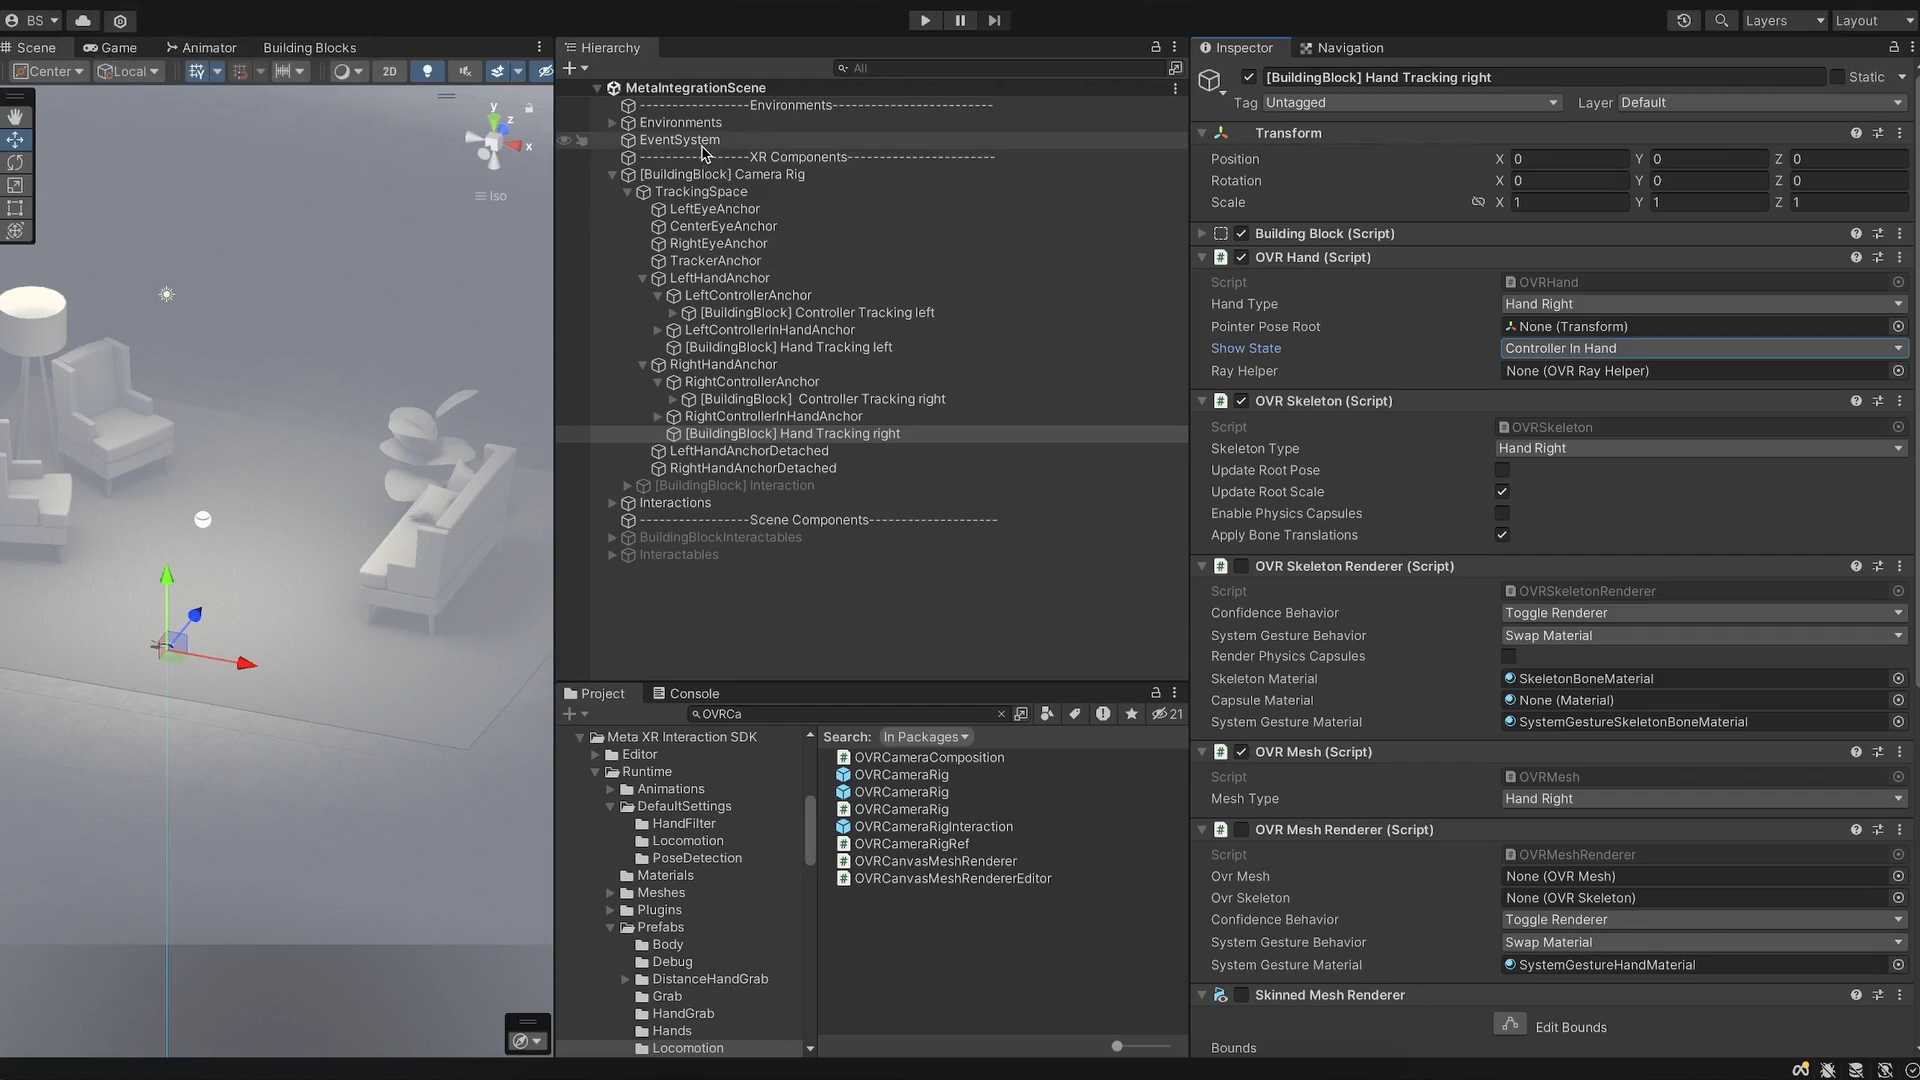 BS
Layers
Layout
Scene
Game
Animator
Building Blocks
Center
Local
2D
y
z
x
Iso
Hierarchy
All
MetaIntegrationScene
-----------------Environments-------------------------
Environments
EventSystem
-----------------XR Components-----------------------
[BuildingBlock] Camera Rig
TrackingSpace
LeftEyeAnchor
CenterEyeAnchor
RightEyeAnchor
TrackerAnchor
LeftHandAnchor
LeftControllerAnchor
[BuildingBlock] Controller Tracking left
LeftControllerInHandAnchor
[BuildingBlock] Hand Tracking left
RightHandAnchor
RightControllerAnchor
[BuildingBlock]  Controller Tracking right
RightControllerInHandAnchor
[BuildingBlock] Hand Tracking right
LeftHandAnchorDetached
RightHandAnchorDetached
[BuildingBlock] Interaction
Interactions
-----------------Scene Components--------------------
BuildingBlockInteractables
Interactables
Project
Console
OVRCa
21
Meta XR Interaction SDK
Editor
Runtime
Animations
DefaultSettings
HandFilter
Locomotion
PoseDetection
Materials
Meshes
Plugins
Prefabs
Body
Debug
DistanceHandGrab
Grab
HandGrab
Hands
Locomotion
Search: In Packages
OVRCameraComposition
OVRCameraRig
OVRCameraRig
OVRCameraRig
OVRCameraRigInteraction
OVRCameraRigRef
OVRCanvasMeshRenderer
OVRCanvasMeshRendererEditor
Inspector
Navigation
[BuildingBlock] Hand Tracking right
Static
Tag Untagged Layer Default
Transform
Position X 0 Y 0 Z 0
Rotation X 0 Y 0 Z 0
Scale X 1 Y 1 Z 1
Building Block (Script)
OVR Hand (Script)
Script OVRHand
Hand Type Hand Right
Pointer Pose Root None (Transform)
Show State Controller In Hand
Ray Helper None (OVR Ray Helper)
OVR Skeleton (Script)
Script OVRSkeleton
Skeleton Type Hand Right
Update Root Pose
Update Root Scale
Enable Physics Capsules
Apply Bone Translations
OVR Skeleton Renderer (Script)
Script OVRSkeletonRenderer
Confidence Behavior Toggle Renderer
System Gesture Behavior Swap Material
Render Physics Capsules
Skeleton Material SkeletonBoneMaterial
Capsule Material None (Material)
System Gesture Material SystemGestureSkeletonBoneMaterial
OVR Mesh (Script)
Script OVRMesh
Mesh Type Hand Right
OVR Mesh Renderer (Script)
Script OVRMeshRenderer
Ovr Mesh None (OVR Mesh)
Ovr Skeleton None (OVR Skeleton)
Confidence Behavior Toggle Renderer
System Gesture Behavior Swap Material
System Gesture Material SystemGestureHandMaterial
Skinned Mesh Renderer
Edit Bounds
Bounds